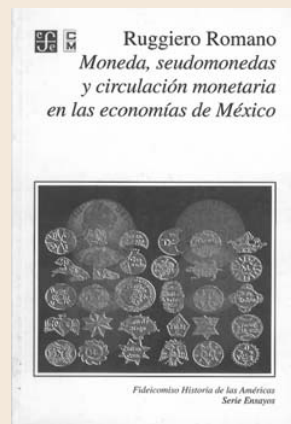 Ruggiero Romano
Moneda, seudomonedas
y circulación monetaria
en las economías de México
Fideicomiso Historia de las Américas
Serie Ensayos